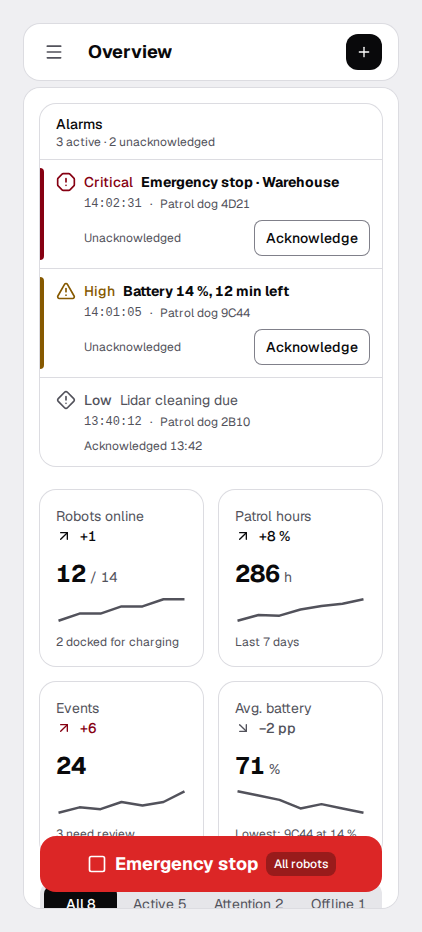 Overview
Alarms
3 active · 2 unacknowledged
Critical Emergency stop · Warehouse
14:02:31 · Patrol dog 4D21
Unacknowledged Acknowledge
High Battery 14 %, 12 min left
14:01:05 · Patrol dog 9C44
Unacknowledged Acknowledge
Low Lidar cleaning due
13:40:12 · Patrol dog 2B10
Acknowledged 13:42
Robots online
+1
12 / 14
2 docked for charging
Patrol hours
+8 %
286 h
Last 7 days
Events
+6
24
3 need review
Avg. battery
−2 pp
71 %
Lowest: 9C44 at 14 %
Emergency stop All robots
All 8 Active 5 Attention 2 Offline 1